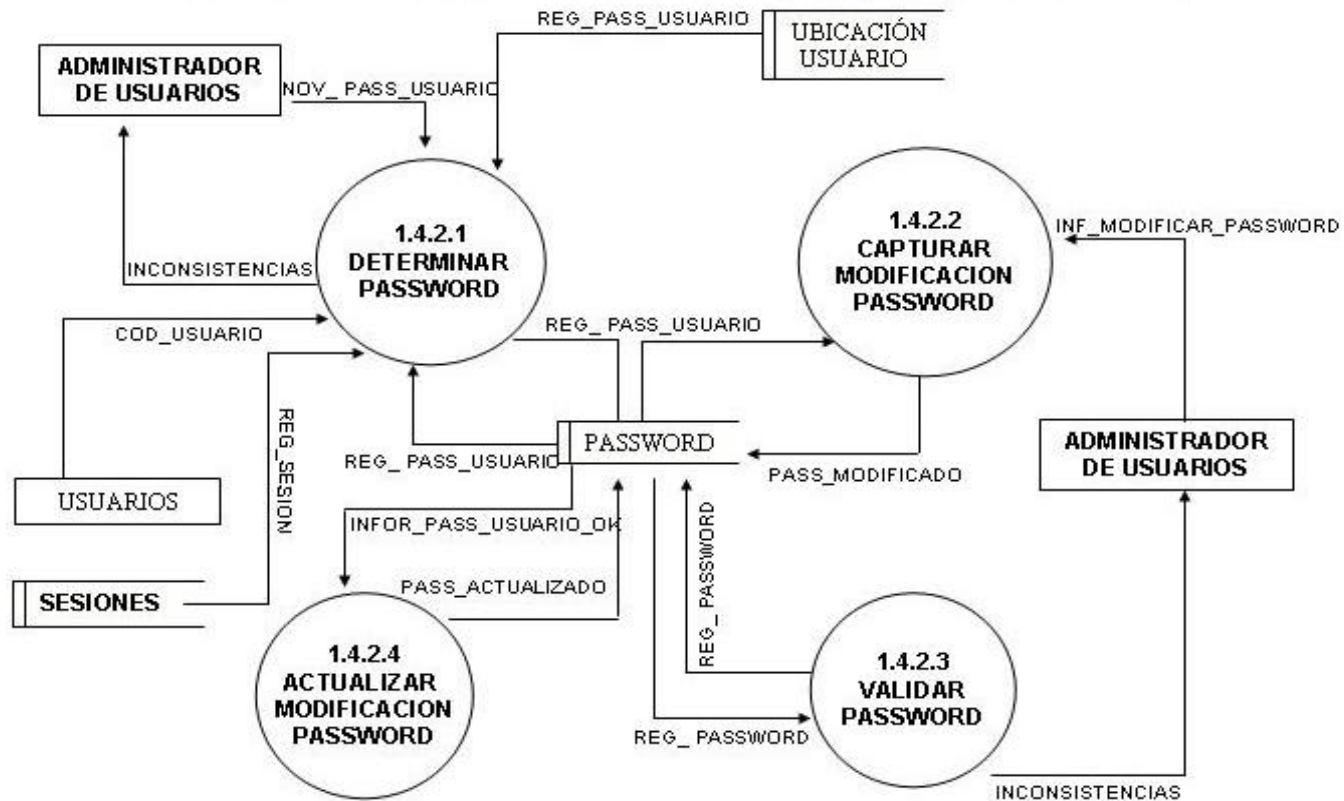 REG_PASS_USUARIO
UBICACIÓN
USUARIO
ADMINISTRADOR
DE USUARIOS
NOV_ PASS_USUARIO
1.4.2.1
DETERMINAR
PASSWORD
1.4.2.2
CAPTURAR
MODIFICACION
PASSWORD
INF_MODIFICAR_PASSWORD
INCONSISTENCIAS
COD_USUARIO
REG_ PASS_USUARIO
REG_SESION
PASSWORD
ADMINISTRADOR
DE USUARIOS
REG_ PASS_USUARIO
PASS_MODIFICADO
USUARIOS
INFOR_PASS_USUARIO_OK
REG_ PASSWORD
PASS_ACTUALIZADO
SESIONES
1.4.2.4
ACTUALIZAR
MODIFICACION
PASSWORD
1.4.2.3
VALIDAR
PASSWORD
REG_ PASSWORD
INCONSISTENCIAS